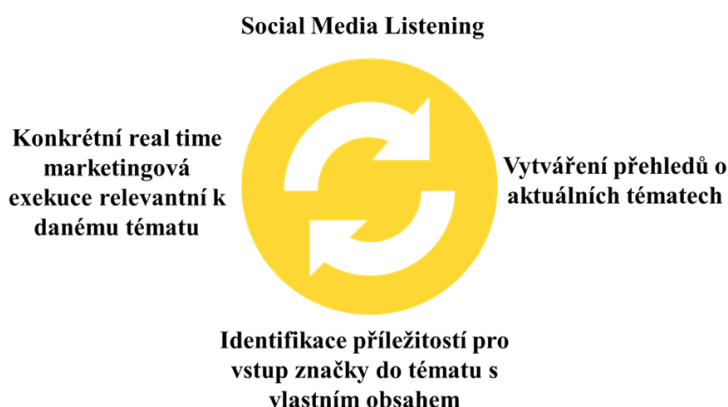 Social Media Listening
Konkrétní real time
marketingová
exekuce relevantní k
danému tématu
Vytváření přehledů o
aktuálních tématech
Identifikace příležitostí pro
vstup značky do tématu s
vlastním obsahem